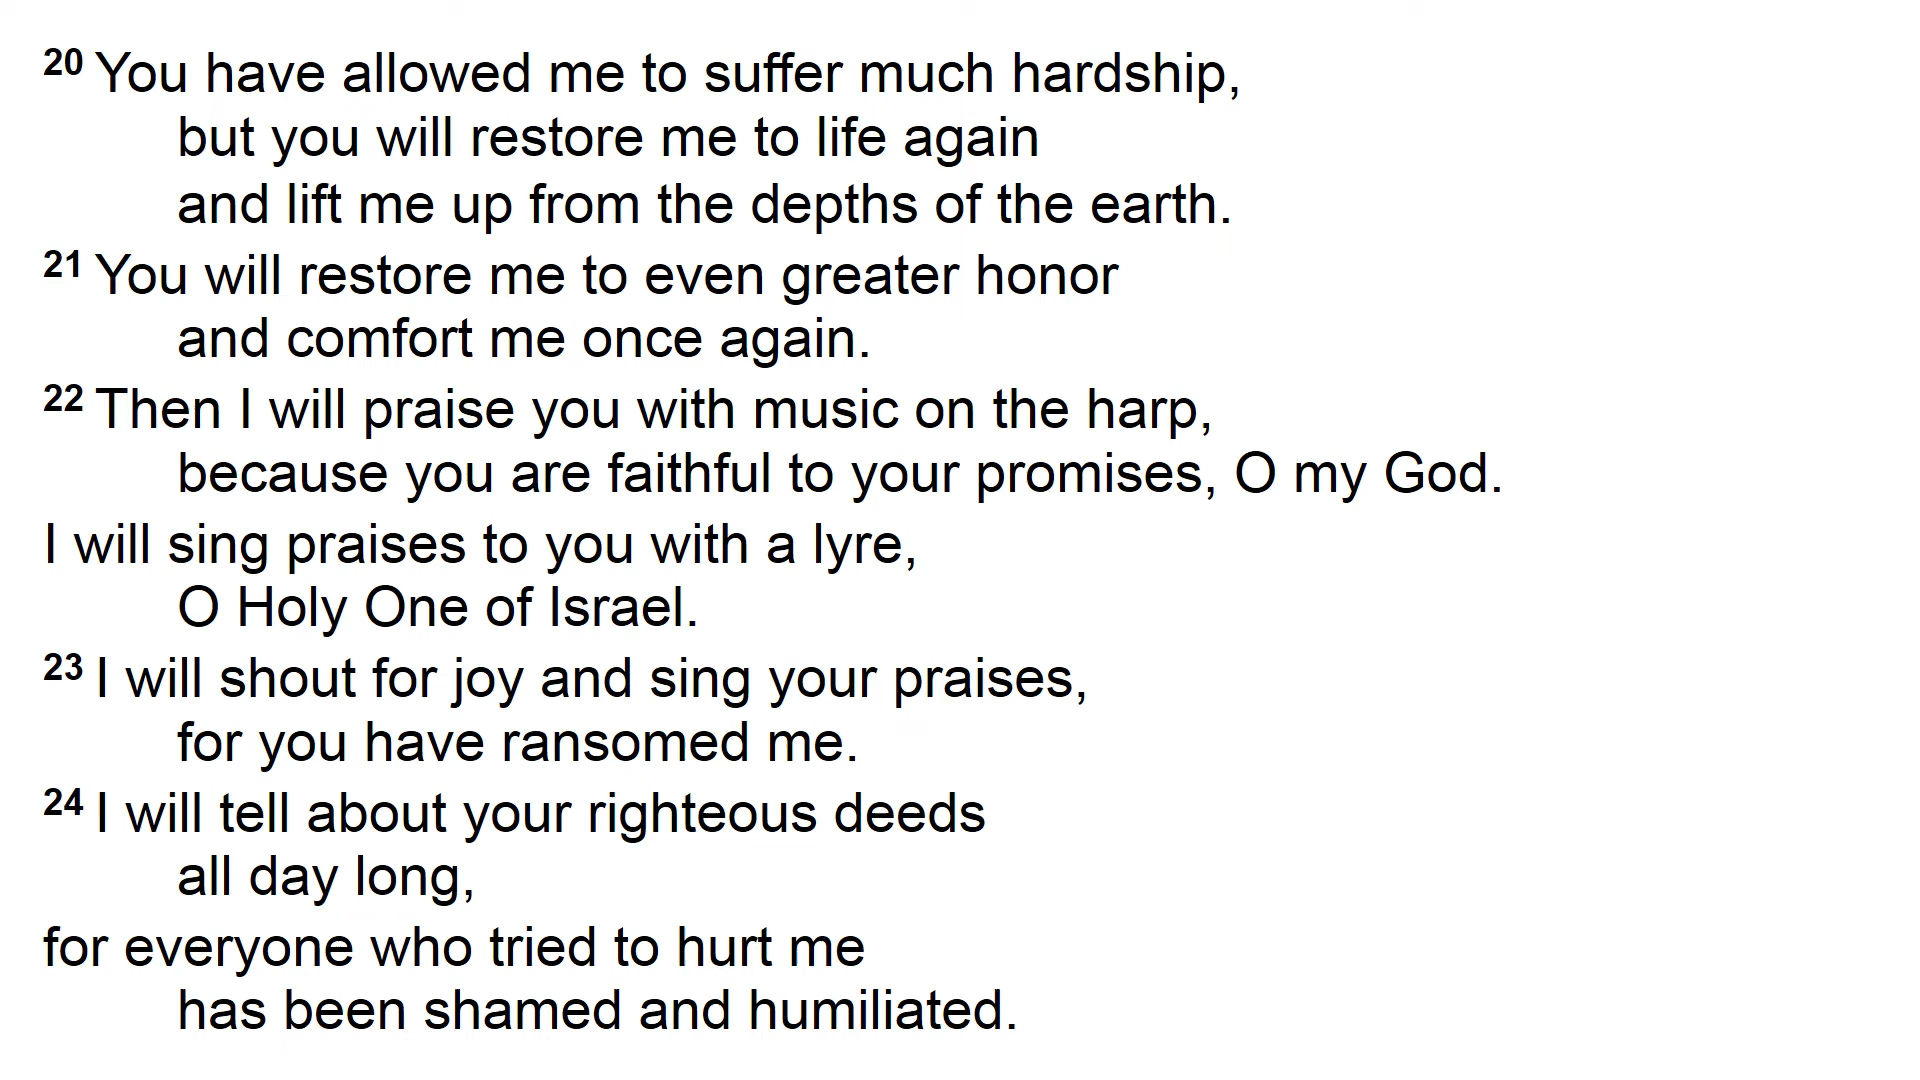 20 You have allowed me to suffer much hardship,
but you will restore me to life again
and lift me up from the depths of the earth.
21 You will restore me to even greater honor
and comfort me once again.
22 Then I will praise you with music on the harp,
because you are faithful to your promises, O my God.
I will sing praises to you with a lyre,
O Holy One of Israel.
23 I will shout for joy and sing your praises,
for you have ransomed me.
24 I will tell about your righteous deeds
all day long,
for everyone who tried to hurt me
has been shamed and humiliated.